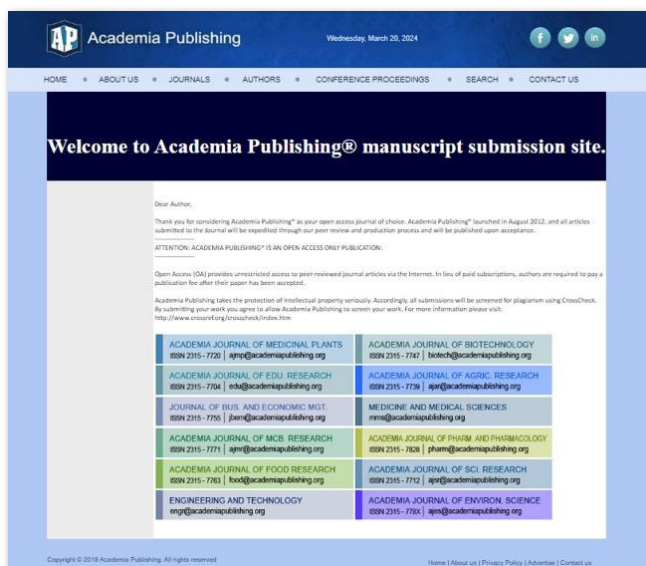 AP Academia Publishing
Wednesday, March 20, 2024
HOME ABOUT US JOURNALS AUTHORS CONFERENCE PROCEEDINGS SEARCH CONTACT US
Welcome to Academia Publishing® manuscript submission site.
Dear Author,
Thank you for considering Academia Publishing® as your open access journal of choice. Academia Publishing® launched in August 2012, and all articles
submitted to the Journal will be expedited through our peer review and production process and will be published upon acceptance.
--------------------
ATTENTION: ACADEMIA PUBLISHING® IS AN OPEN ACCESS ONLY PUBLICATION:
--------------------
Open Access (OA) provides unrestricted access to peer-reviewed journal articles via the Internet. In lieu of paid subscriptions, authors are required to pay a
publication fee after their paper has been accepted.
Academia Publishing takes the protection of intellectual property seriously. Accordingly, all submissions will be screened for plagiarism using CrossCheck.
By submitting your work you agree to allow Academia Publishing to screen your work. For more information please visit:
http://www.crossref.org/crosscheck/index.htm
ACADEMIA JOURNAL OF MEDICINAL PLANTS
ISSN 2315 - 7720 | ajmp@academiapublishing.org
ACADEMIA JOURNAL OF BIOTECHNOLOGY
ISSN 2315 - 7747 | biotech@academiapublishing.org
ACADEMIA JOURNAL OF EDU. RESEARCH
ISSN 2315 - 7704 | edu@academiapublishing.org
ACADEMIA JOURNAL OF AGRIC. RESEARCH
ISSN 2315 - 7739 | ajar@academiapublishing.org
JOURNAL OF BUS. AND ECONOMIC MGT.
ISSN 2315 - 7755 | jbem@academiapublishing.org
MEDICINE AND MEDICAL SCIENCES
mms@academiapublishing.org
ACADEMIA JOURNAL OF MCB. RESEARCH
ISSN 2315 - 7771 | ajmr@academiapublishing.org
ACADEMIA JOURNAL OF PHARM. AND PHARMACOLOGY
ISSN 2315 - 7828 | pharm@academiapublishing.org
ACADEMIA JOURNAL OF FOOD RESEARCH
ISSN 2315 - 7763 | food@academiapublishing.org
ACADEMIA JOURNAL OF SCI. RESEARCH
ISSN 2315 - 7712 | ajsr@academiapublishing.org
ENGINEERING AND TECHNOLOGY
engr@academiapublishing.org
ACADEMIA JOURNAL OF ENVIRON. SCIENCE
ISSN 2315 - 778X | ajes@academiapublishing.org
Copyright © 2016 Academia Publishing. All rights reserved
Home | About us | Privacy Policy | Advertise | Contact us